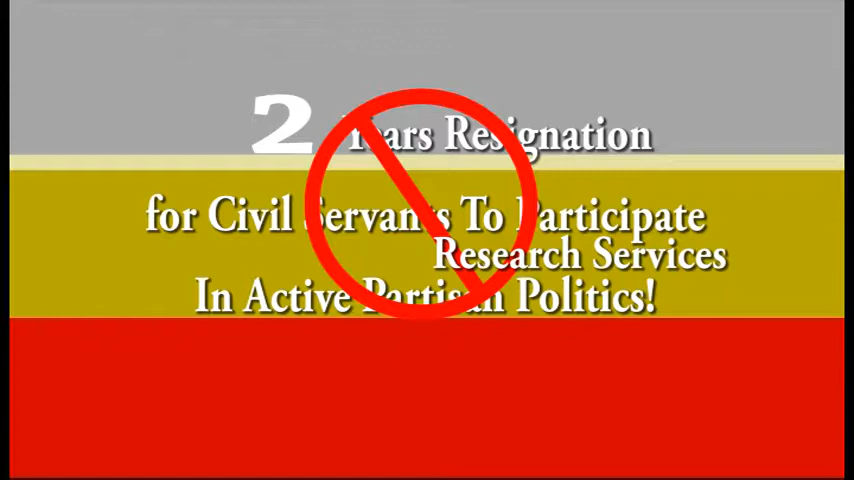 2 Years Resignation
for Civil Servants To Participate
Research Services
In Active Partisan Politics!